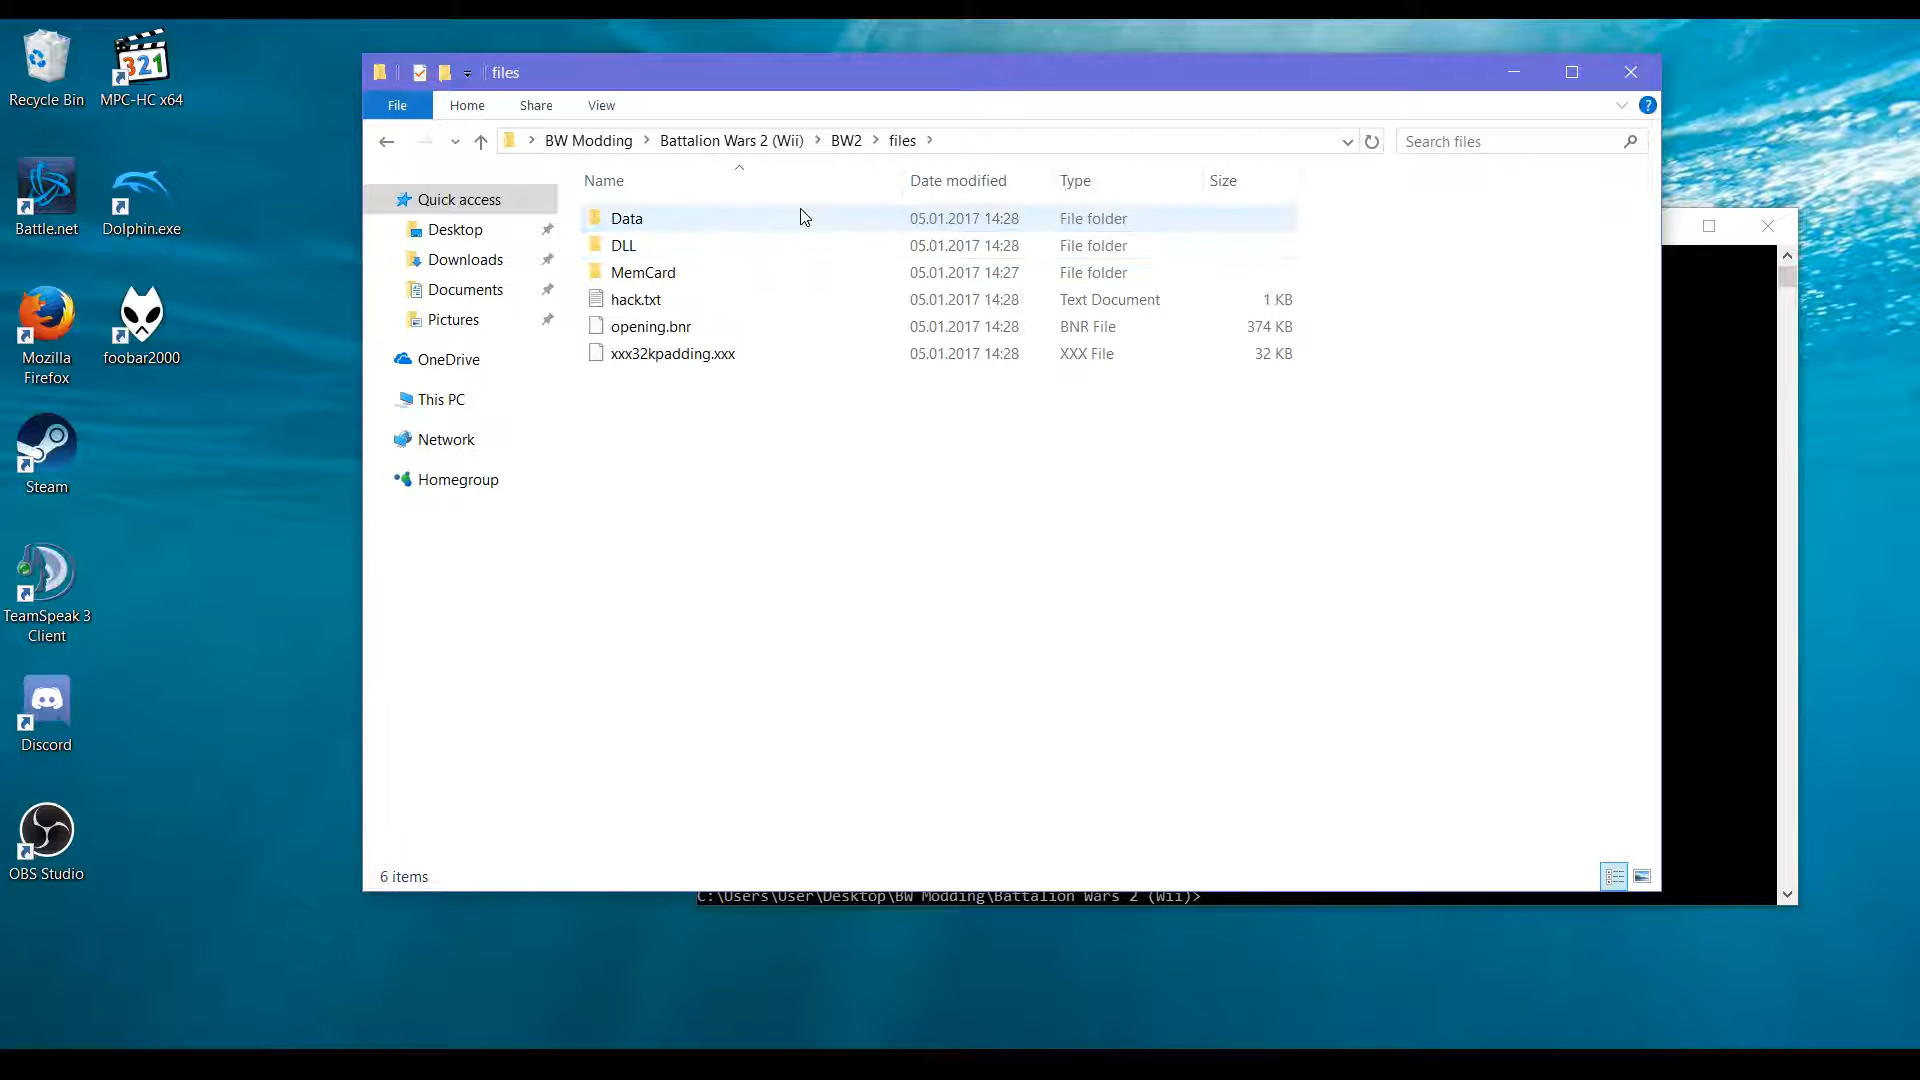 Recycle Bin
MPC-HC x64
321
Battle.net
Dolphin.exe
Mozilla
Firefox
foobar2000
Steam
TeamSpeak 3
Client
Discord
OBS Studio
files
File
Home
Share
View
BW Modding
Battalion Wars 2 (Wii)
BW2
files
Search files
Name
Date modified
Type
Size
Quick access
Desktop
Downloads
Documents
Pictures
OneDrive
This PC
Network
Homegroup
Data 05.01.2017 14:28 File folder
DLL 05.01.2017 14:28 File folder
MemCard 05.01.2017 14:27 File folder
hack.txt 05.01.2017 14:28 Text Document 1 KB
opening.bnr 05.01.2017 14:28 BNR File 374 KB
xxx32kpadding.xxx 05.01.2017 14:28 XXX File 32 KB
6 items
C:\Users\User\Desktop\BW Modding\Battalion Wars 2 (Wii)>